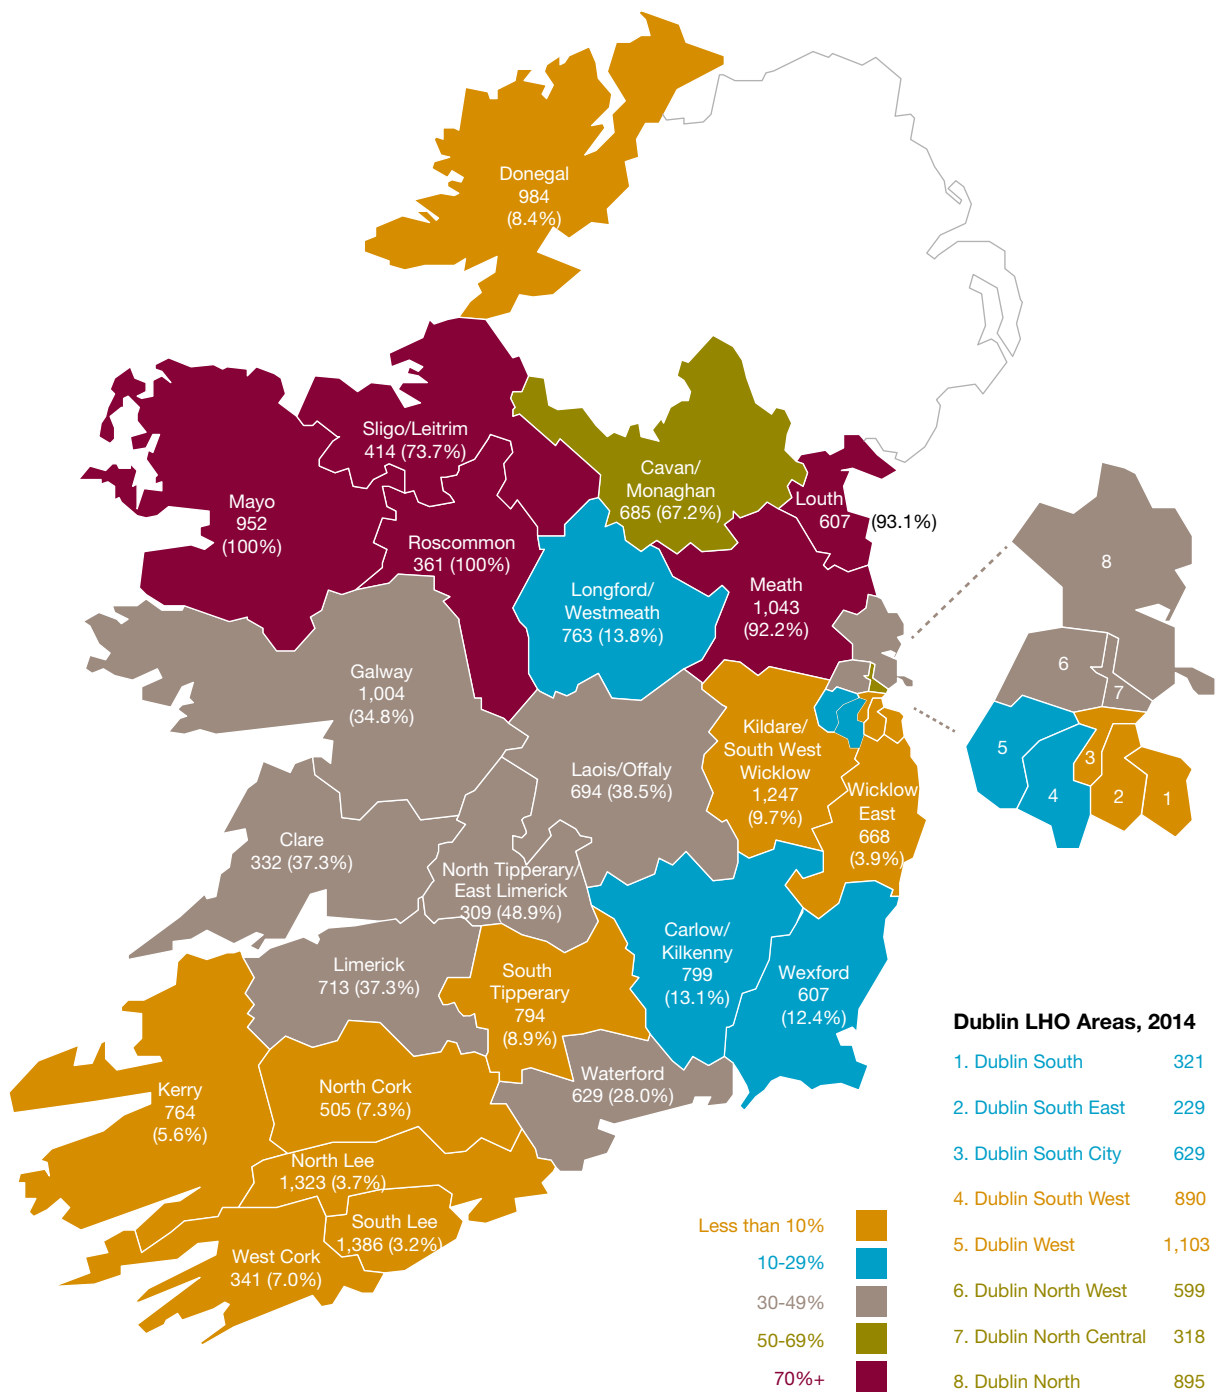 Donegal
984
(8.4%)
Sligo/Leitrim
414 (73.7%)
Mayo
952
(100%)
Roscommon
361 (100%)
Cavan/
Monaghan
685 (67.2%)
Louth
607
(93.1%)
Longford/
Westmeath
763 (13.8%)
Meath
1,043
(92.2%)
Galway
1,004
(34.8%)
Laois/Offaly
694 (38.5%)
Kildare/
South West
Wicklow
1,247
(9.7%)
Wicklow
East
668
(3.9%)
Clare
332 (37.3%)
North Tipperary/
East Limerick
309 (48.9%)
Carlow/
Kilkenny
799
(13.1%)
Limerick
713 (37.3%)
South
Tipperary
794
(8.9%)
Wexford
607
(12.4%)
Waterford
629 (28.0%)
Kerry
764
(5.6%)
North Cork
505 (7.3%)
North Lee
1,323 (3.7%)
South Lee
1,386 (3.2%)
West Cork
341 (7.0%)
8
6
7
5
3
4
2
1
Less than 10%
10-29%
30-49%
50-69%
70%+
Dublin LHO Areas, 2014
1. Dublin South 321
2. Dublin South East 229
3. Dublin South City 629
4. Dublin South West 890
5. Dublin West 1,103
6. Dublin North West 599
7. Dublin North Central 318
8. Dublin North 895